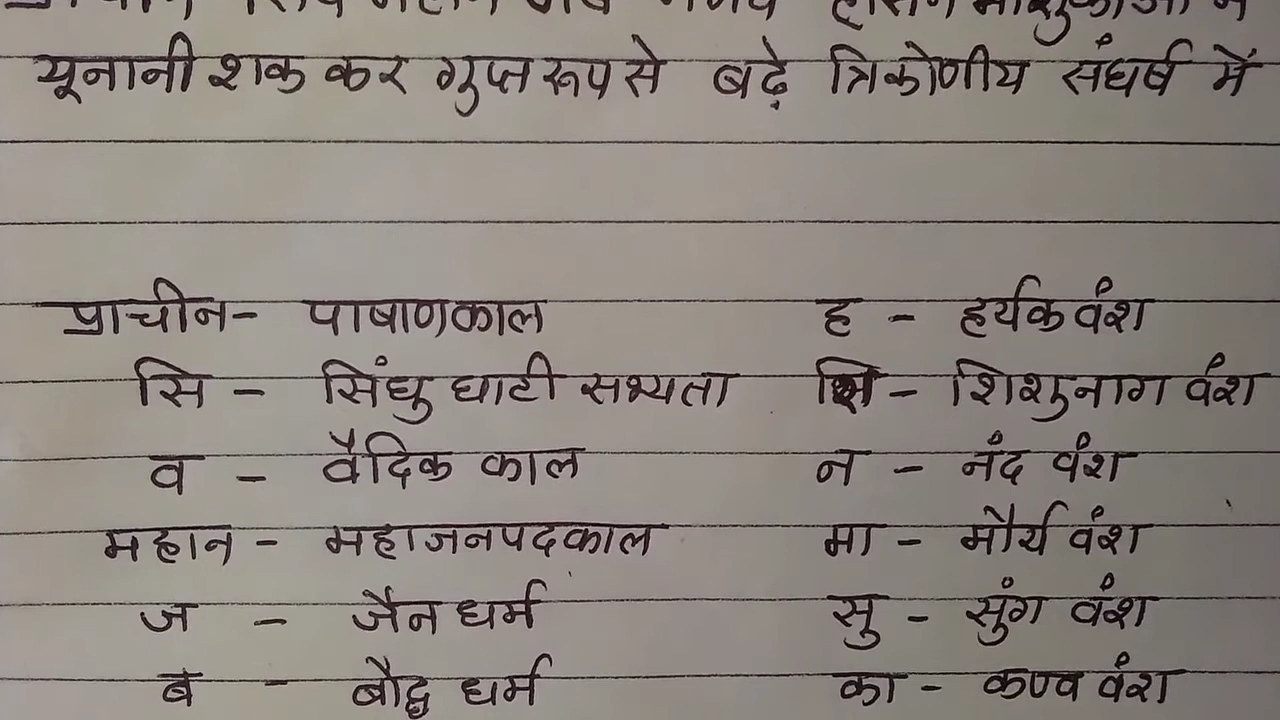 यूनानी शक कर गुप्त रूप से बढ़े त्रिकोणीय संघर्ष में
प्राचीन - पाषाणकाल ह - हर्यक वंश
सि - सिंधु घाटी सभ्यता शि - शिशुनाग वंश
व - वैदिक काल न - नंद वंश
महान - महाजनपदकाल मा - मौर्य वंश
ज - जैन धर्म सु - सुंग वंश
ब - बौद्ध धर्म का - कण्व वंश